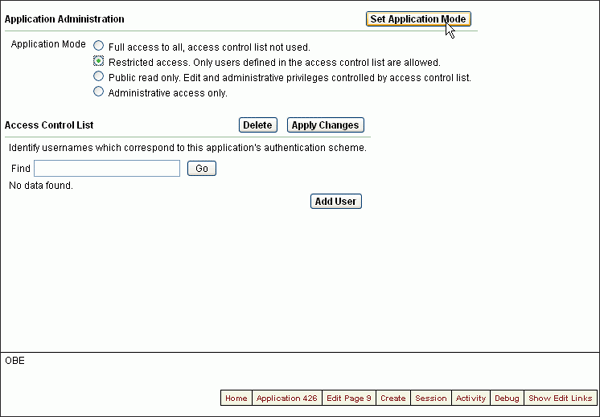 Application Administration Set Application Mode
Application Mode Full access to all, access control list not used.
Restricted access. Only users defined in the access control list are allowed.
Public read only. Edit and administrative privileges controlled by access control list.
Administrative access only.
Access Control List Delete Apply Changes
Identify usernames which correspond to this application's authentication scheme.
Find Go
No data found.
Add User
OBE
Home Application 426 Edit Page 9 Create Session Activity Debug Show Edit Links